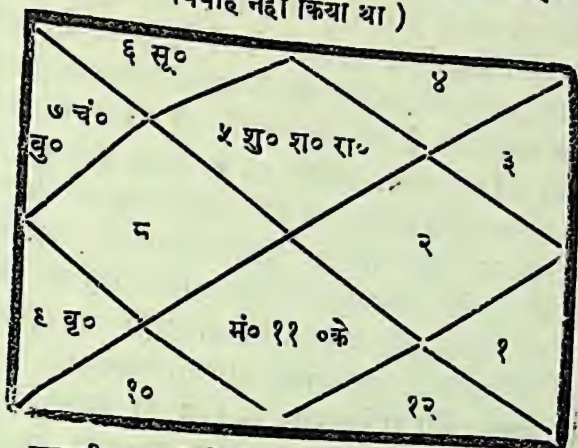 विवाह नहीं किया था )
६ सू०
४
७ चं०
बु०
५ शु० श० रा०
३
८
२
६ वृ०
मं० ११ ०के
१
१०
१२